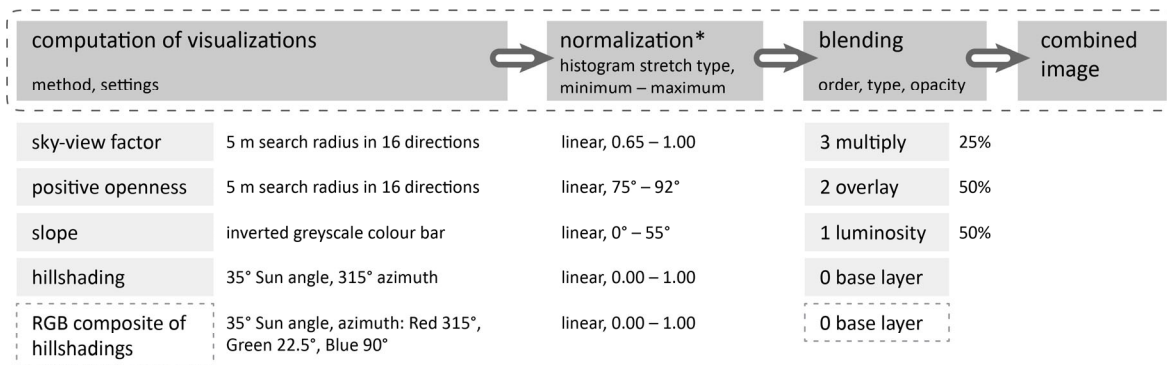 computation of visualizations
method, settings
normalization*
histogram stretch type,
minimum – maximum
blending
order, type, opacity
combined
image
sky-view factor 5 m search radius in 16 directions linear, 0.65 – 1.00 3 multiply 25%
positive openness 5 m search radius in 16 directions linear, 75° – 92° 2 overlay 50%
slope inverted greyscale colour bar linear, 0° – 55° 1 luminosity 50%
hillshading 35° Sun angle, 315° azimuth linear, 0.00 – 1.00 0 base layer
RGB composite of 35° Sun angle, azimuth: Red 315°, linear, 0.00 – 1.00 0 base layer
hillshadings Green 22.5°, Blue 90°